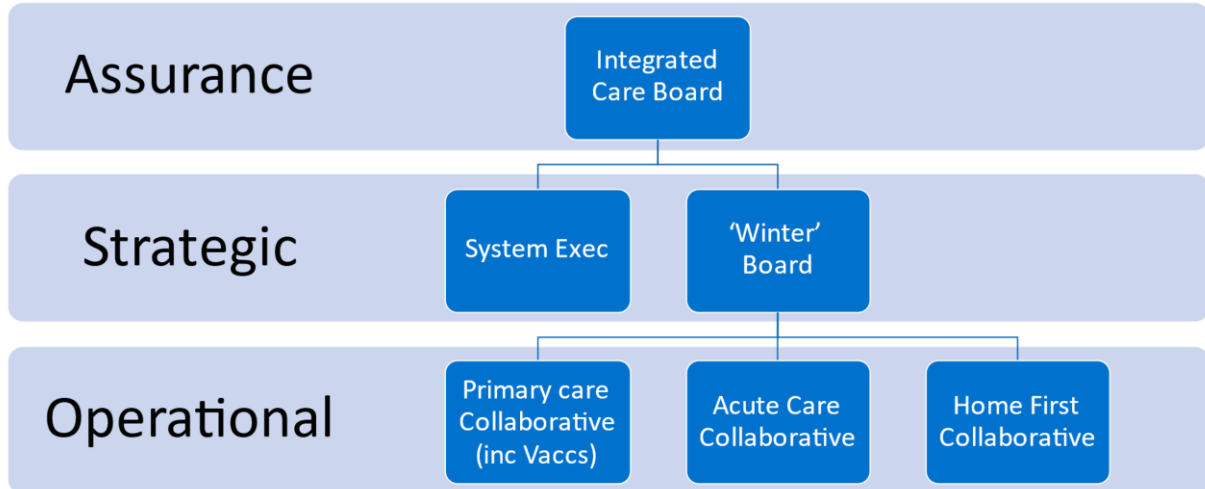 Assurance
Integrated
Care Board
Strategic
System Exec
‘Winter’
Board
Operational
Primary care
Collaborative
(inc Vaccs)
Acute Care
Collaborative
Home First
Collaborative